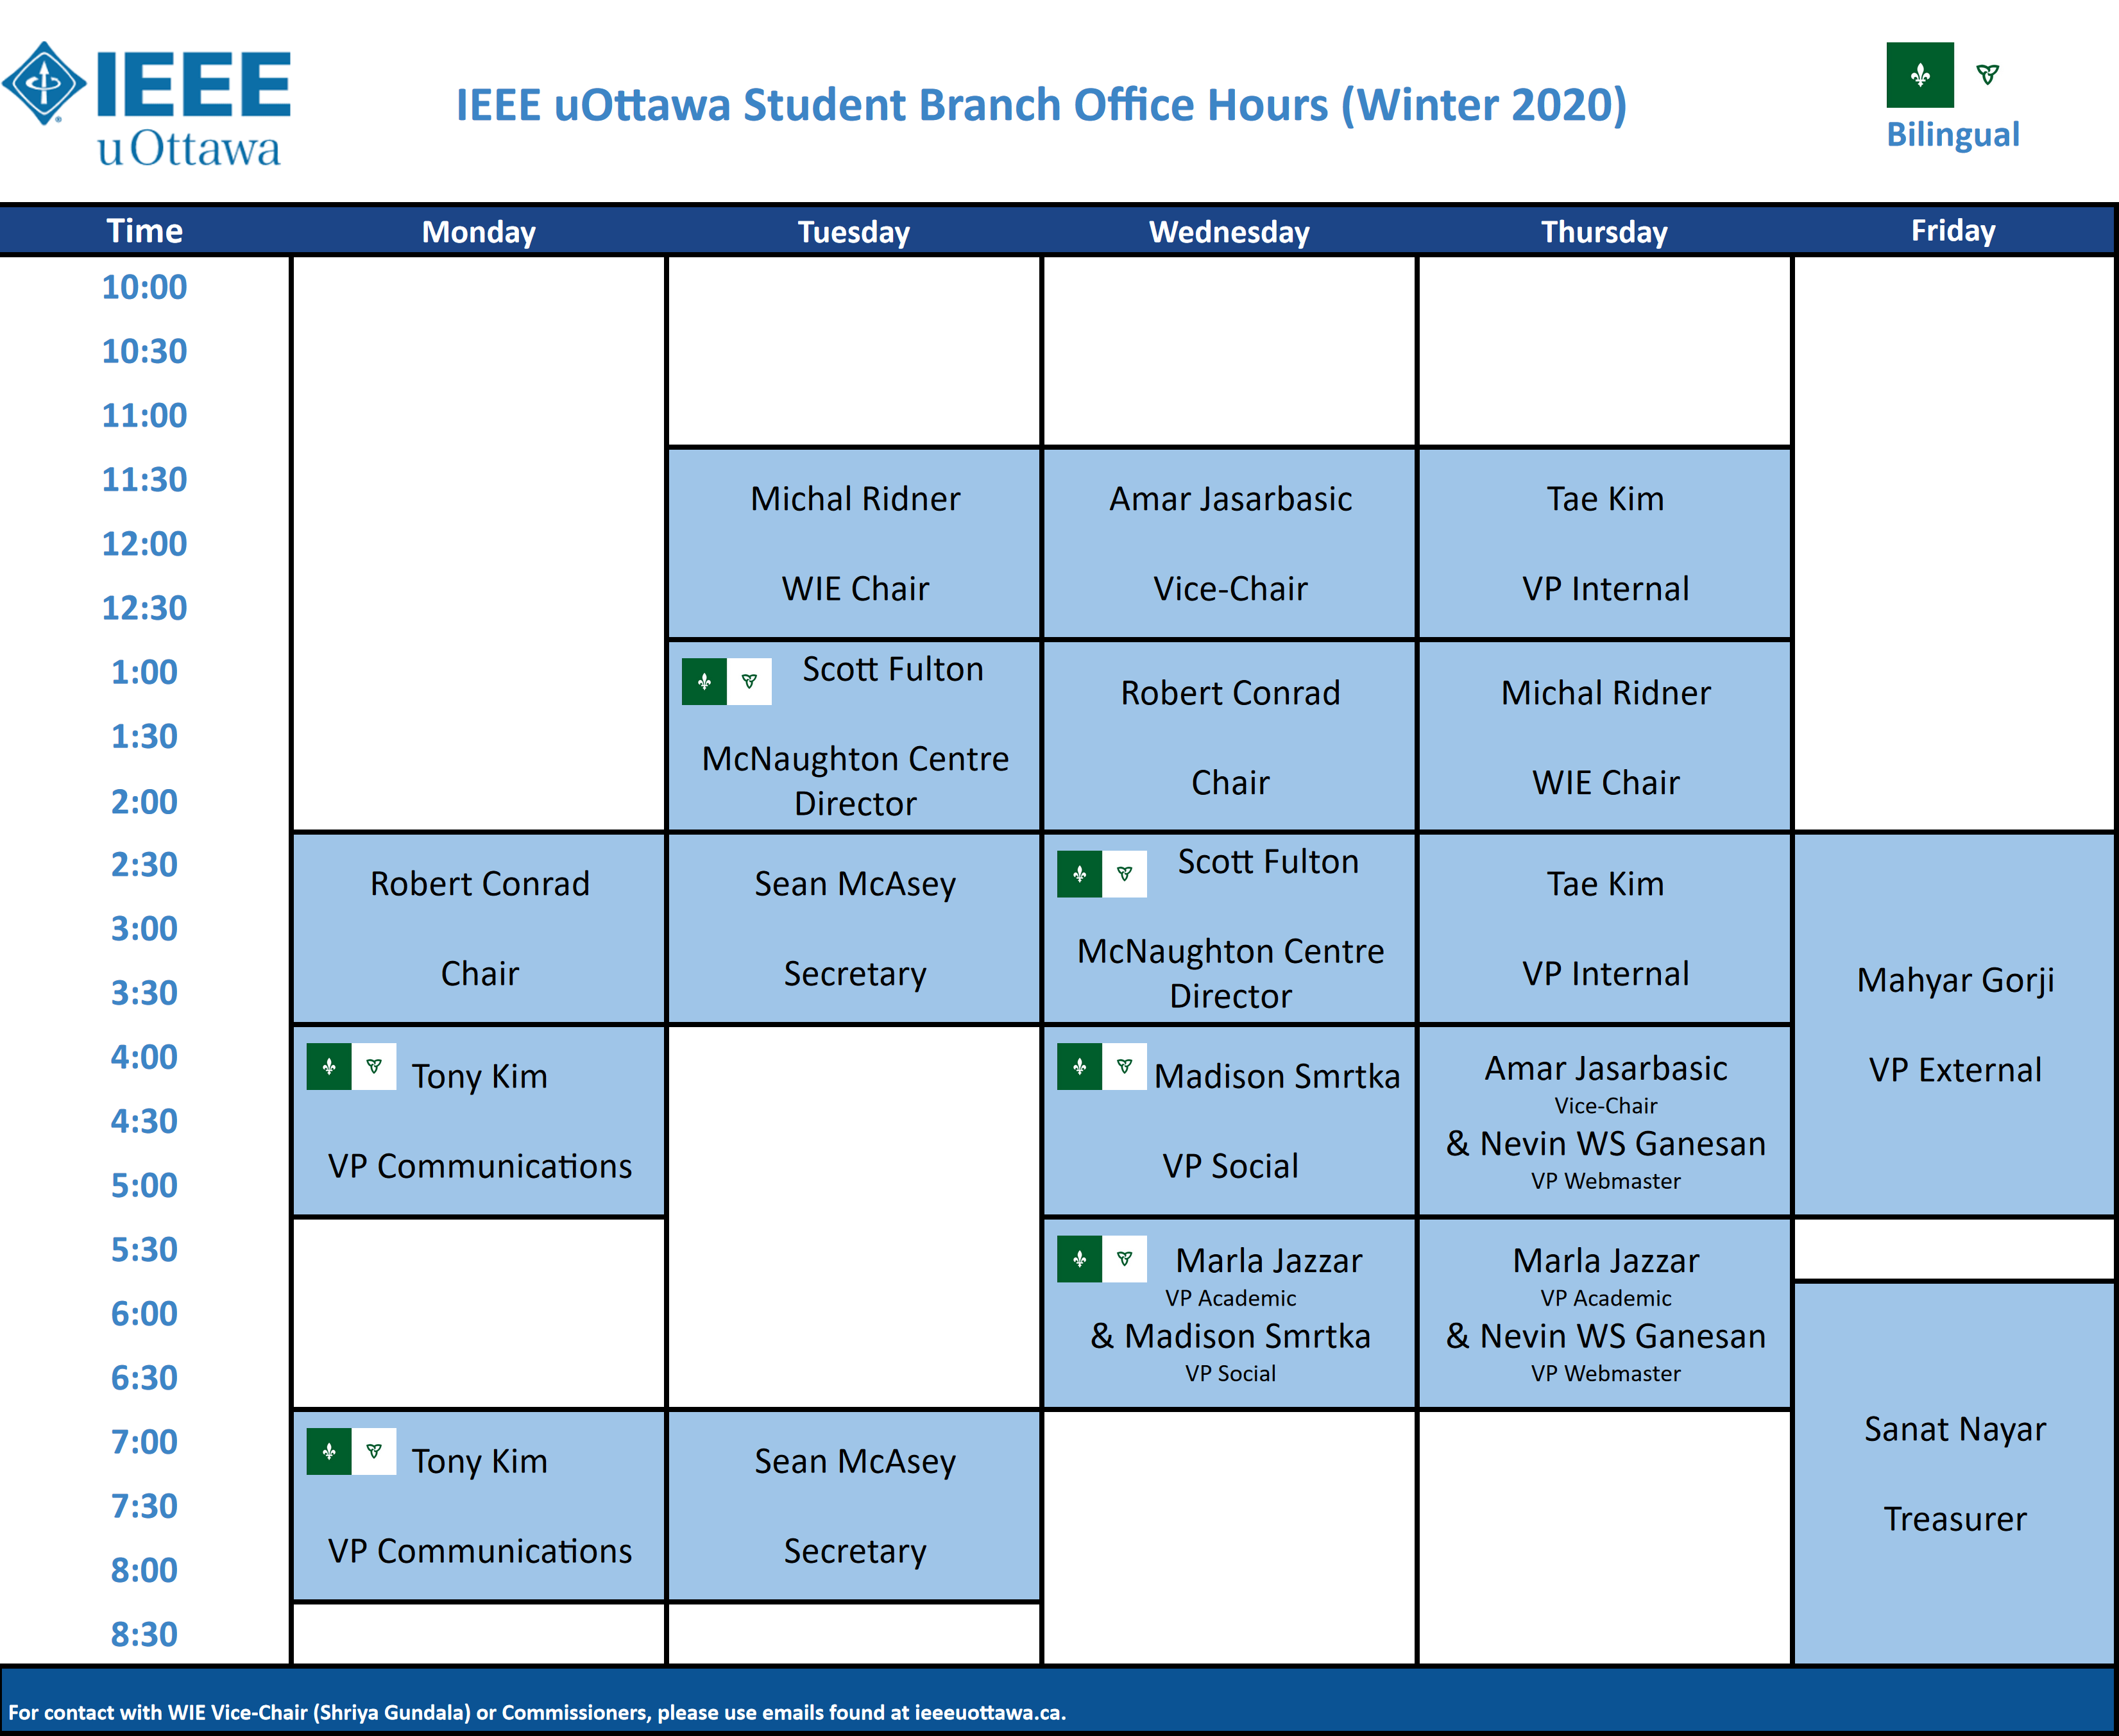 IEEE
uOttawa
IEEE uOttawa Student Branch Office Hours (Winter 2020)
Bilingual
Time Monday Tuesday Wednesday Thursday Friday
10:00
10:30
11:00
11:30
12:00
12:30
1:00
1:30
2:00
2:30
3:00
3:30
4:00
4:30
5:00
5:30
6:00
6:30
7:00
7:30
8:00
8:30
Robert Conrad
Chair
Tony Kim
VP Communications
Tony Kim
VP Communications
Michal Ridner
WIE Chair
Scott Fulton
McNaughton Centre
Director
Sean McAsey
Secretary
Sean McAsey
Secretary
Amar Jasarbasic
Vice-Chair
Robert Conrad
Chair
Scott Fulton
McNaughton Centre
Director
Madison Smrtka
VP Social
Marla Jazzar
VP Academic
& Madison Smrtka
VP Social
Tae Kim
VP Internal
Michal Ridner
WIE Chair
Tae Kim
VP Internal
Amar Jasarbasic
Vice-Chair
& Nevin WS Ganesan
VP Webmaster
Marla Jazzar
VP Academic
& Nevin WS Ganesan
VP Webmaster
Mahyar Gorji
VP External
Sanat Nayar
Treasurer
For contact with WIE Vice-Chair (Shriya Gundala) or Commissioners, please use emails found at ieeeuottawa.ca.